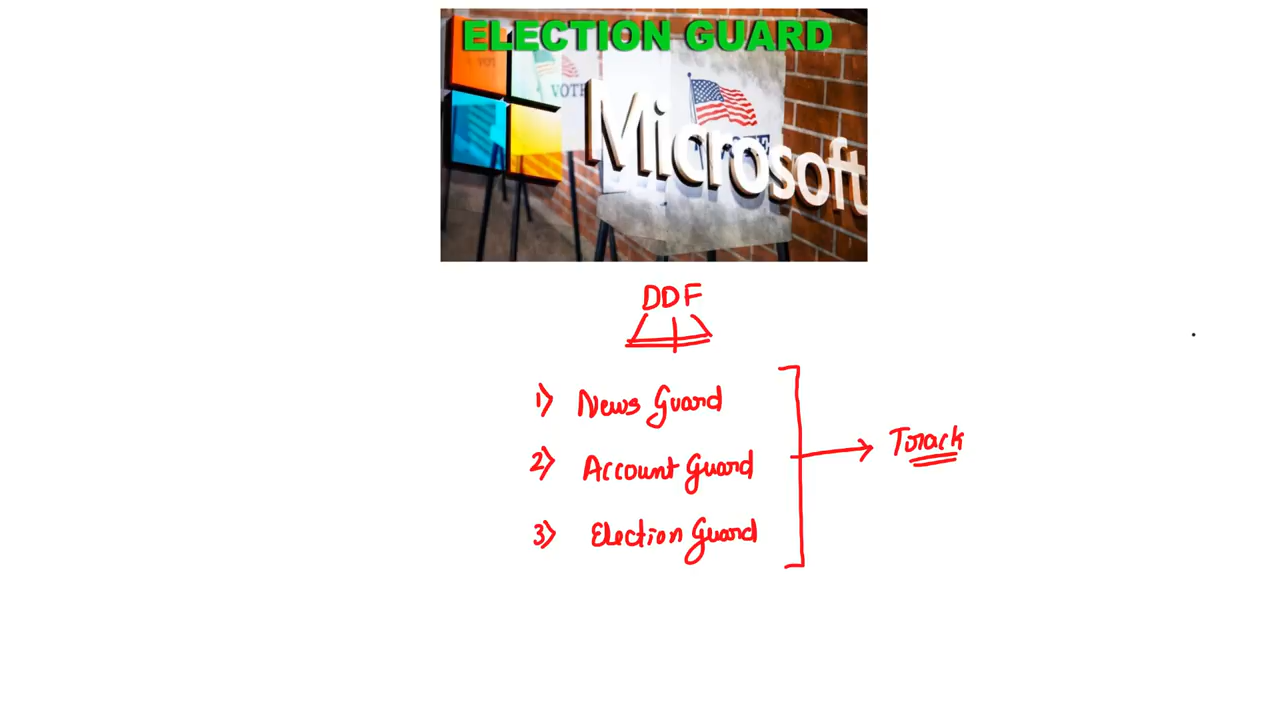 ELECTION GUARD
VOTE
Microsoft
DDF
1) News Guard
2) Account Guard
3) Election Guard
Track